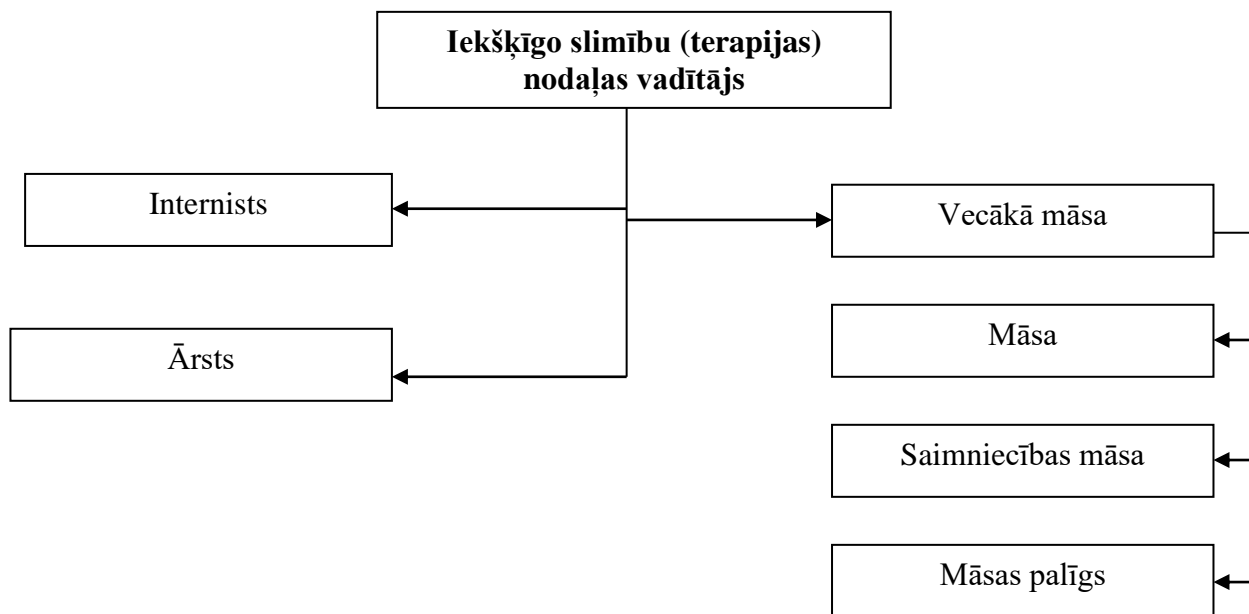 Iekšķīgo slimību (terapijas)
nodaļas vadītājs
Internists
Vecākā māsa
Ārsts
Māsa
Saimniecības māsa
Māsas palīgs